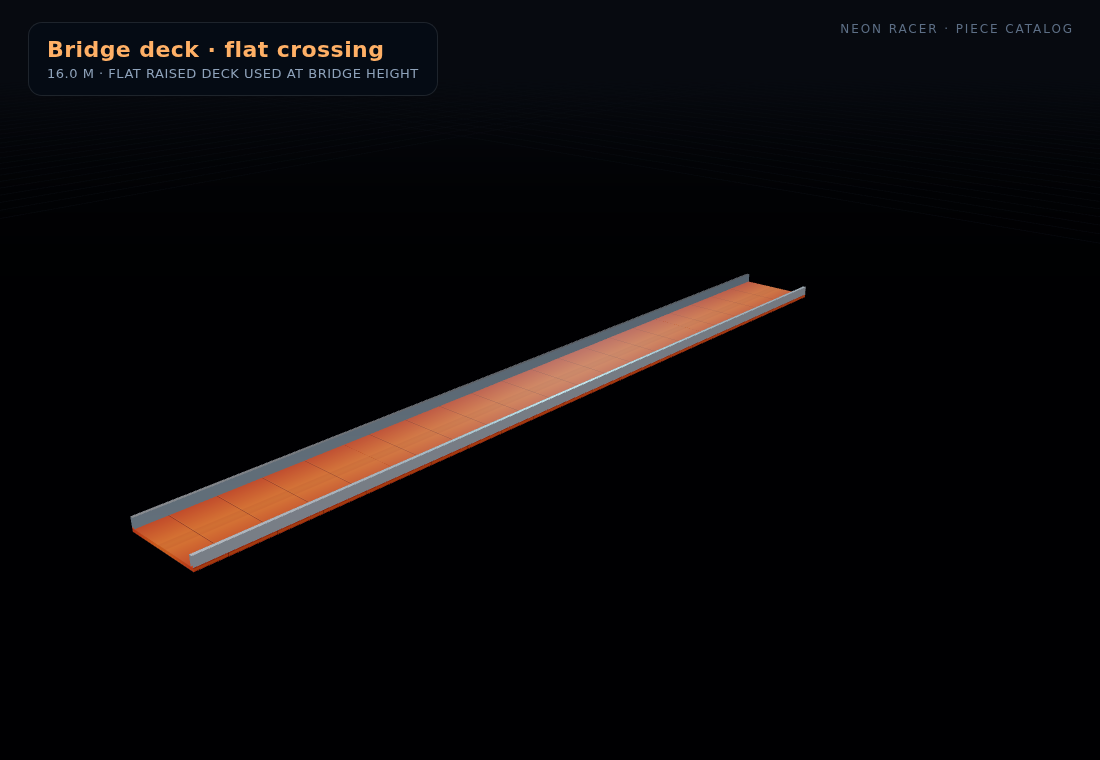 Bridge deck · flat crossing
16.0 M · FLAT RAISED DECK USED AT BRIDGE HEIGHT
NEON RACER · PIECE CATALOG